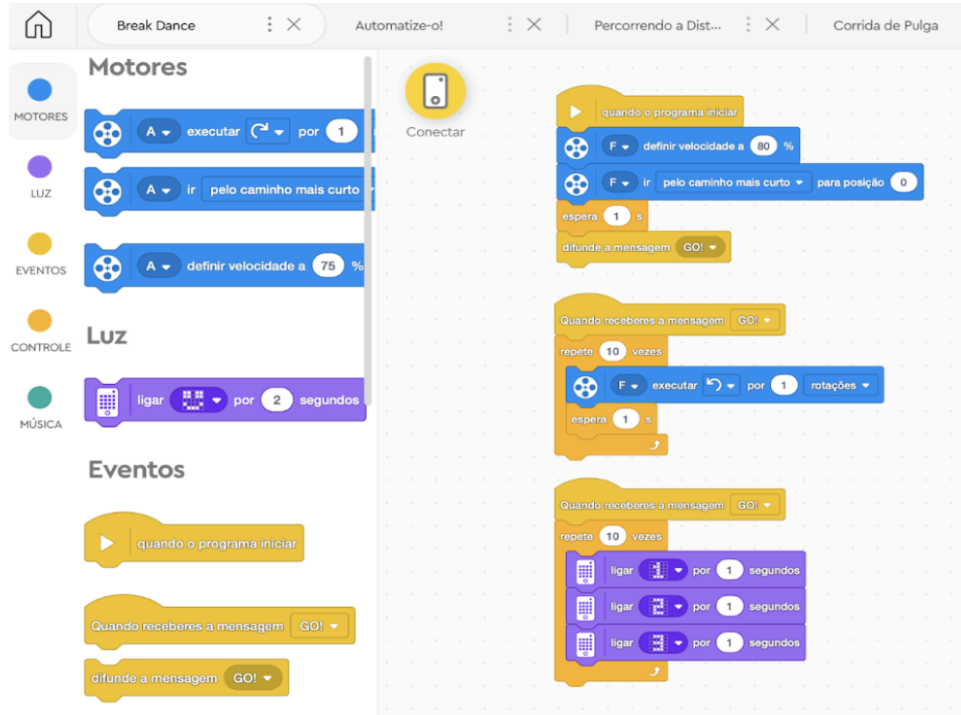 Break Dance
Automatize-o!
Percorrendo a Dist...
Corrida de Pulga
MOTORES
LUZ
EVENTOS
CONTROLE
MÚSICA
Motores
A executar por 1
A ir pelo caminho mais curto
A definir velocidade a 75 %
Luz
ligar por 2 segundos
Eventos
quando o programa iniciar
Quando receberes a mensagem GO!
difunde a mensagem GO!
Conectar
quando o programa iniciar
F definir velocidade a 80 %
F ir pelo caminho mais curto para posição 0
espera 1 s
difunde a mensagem GO!
Quando receberes a mensagem GO!
repete 10 vezes
F executar por 1 rotações
espera 1 s
Quando receberes a mensagem GO!
repete 10 vezes
ligar por 1 segundos
ligar por 1 segundos
ligar por 1 segundos